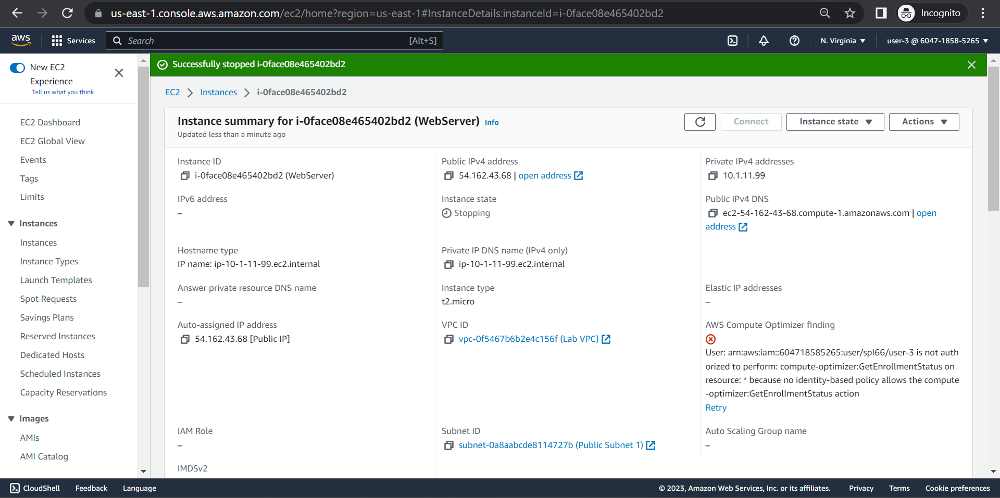 us-east-1.console.aws.amazon.com/ec2/home?region=us-east-1#InstanceDetails:instanceId=i-0face08e465402bd2
Incognito
aws
Services
Search
[Alt+S]
N. Virginia
user-3 @ 6047-1858-5265
New EC2
Experience
Tell us what you think
Successfully stopped i-0face08e465402bd2
EC2
Instances
i-0face08e465402bd2
EC2 Dashboard
EC2 Global View
Events
Tags
Limits
Instances
Instances
Instance Types
Launch Templates
Spot Requests
Savings Plans
Reserved Instances
Dedicated Hosts
Scheduled Instances
Capacity Reservations
Images
AMIs
AMI Catalog
Instance summary for i-0face08e465402bd2 (WebServer) Info
Updated less than a minute ago
Connect
Instance state
Actions
Instance ID
i-0face08e465402bd2 (WebServer)
Public IPv4 address
54.162.43.68 | open address
Private IPv4 addresses
10.1.11.99
IPv6 address
–
Instance state
Stopping
Public IPv4 DNS
ec2-54-162-43-68.compute-1.amazonaws.com | open
address
Hostname type
IP name: ip-10-1-11-99.ec2.internal
Private IP DNS name (IPv4 only)
ip-10-1-11-99.ec2.internal
Answer private resource DNS name
–
Instance type
t2.micro
Elastic IP addresses
–
Auto-assigned IP address
54.162.43.68 [Public IP]
VPC ID
vpc-0f5467b6b2e4c156f (Lab VPC)
AWS Compute Optimizer finding
User: arn:aws:iam::604718585265:user/spl66/user-3 is not auth
orized to perform: compute-optimizer:GetEnrollmentStatus on
resource: * because no identity-based policy allows the compute
-optimizer:GetEnrollmentStatus action
Retry
IAM Role
–
Subnet ID
subnet-0a8aabcde8114727b (Public Subnet 1)
Auto Scaling Group name
–
IMDSv2
CloudShell
Feedback
Language
© 2023, Amazon Web Services, Inc. or its affiliates.
Privacy
Terms
Cookie preferences